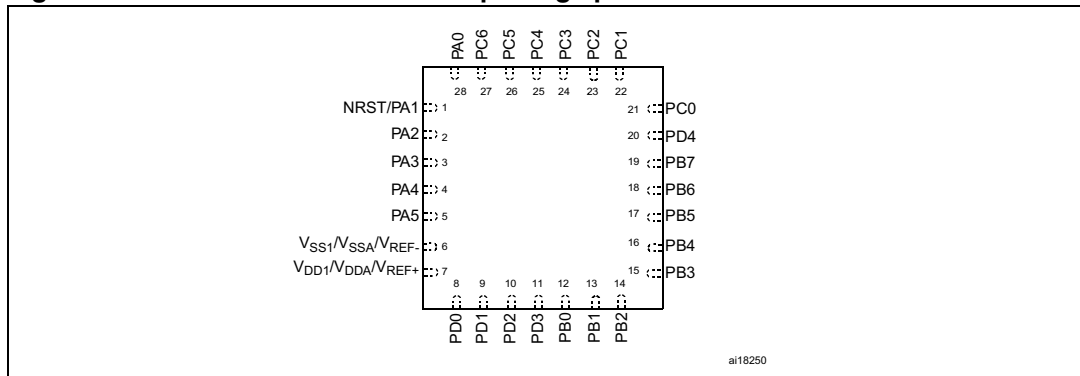 PA0 PC6 PC5 PC4 PC3 PC2 PC1
28 27 26 25 24 23 22
NRST/PA1 1 21 PC0
PA2 2 20 PD4
PA3 3 19 PB7
PA4 4 18 PB6
PA5 5 17 PB5
VSS1/VSSA/VREF- 6 16 PB4
VDD1/VDDA/VREF+ 7 15 PB3
8 9 10 11 12 13 14
PD0 PD1 PD2 PD3 PB0 PB1 PB2
ai18250